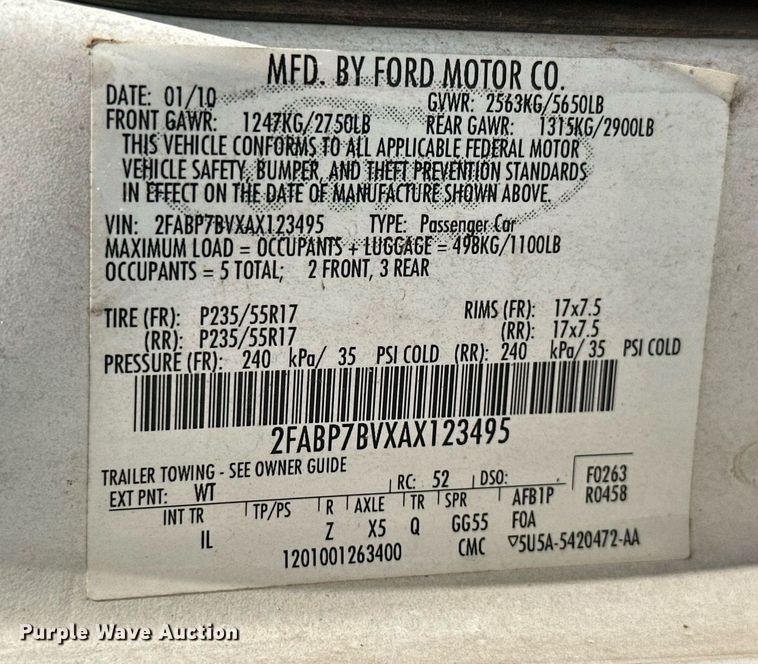 MFD. BY FORD MOTOR CO.
DATE: 01/10 GVWR: 2563KG/5650LB
FRONT GAWR: 1247KG/2750LB REAR GAWR: 1315KG/2900LB
THIS VEHICLE CONFORMS TO ALL APPLICABLE FEDERAL MOTOR
VEHICLE SAFETY, BUMPER, AND THEFT PREVENTION STANDARDS
IN EFFECT ON THE DATE OF MANUFACTURE SHOWN ABOVE.
VIN: 2FABP7BVXAX123495 TYPE: Passenger Car
MAXIMUM LOAD = OCCUPANTS + LUGGAGE = 498KG/1100LB
OCCUPANTS = 5 TOTAL; 2 FRONT, 3 REAR
TIRE (FR): P235/55R17 RIMS (FR): 17x7.5
(RR): P235/55R17 (RR): 17x7.5
PRESSURE (FR): 240 kPa/ 35 PSI COLD (RR): 240 kPa/ 35 PSI COLD
2FABP7BVXAX123495
TRAILER TOWING - SEE OWNER GUIDE
EXT PNT: WT RC: 52 DSO: F0263
INT TR TP/PS R AXLE TR SPR AFB1P R0458
IL Z X5 Q GG55 FOA
1201001263400 CMC ▽5U5A-5420472-AA
Purple Wave Auction